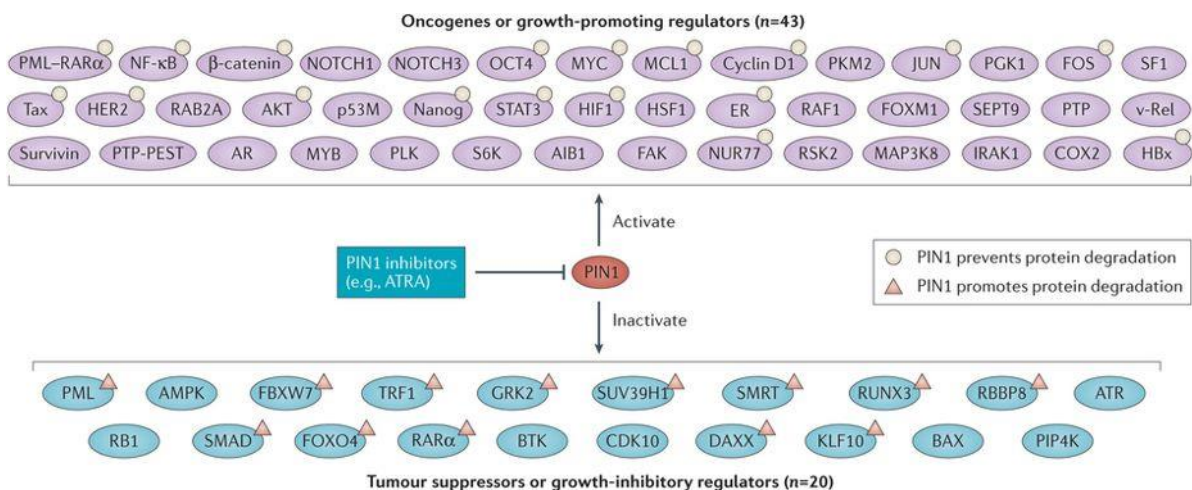 Oncogenes or growth-promoting regulators (n=43)
PML–RARα NF-κB β-catenin NOTCH1 NOTCH3 OCT4 MYC MCL1 Cyclin D1 PKM2 JUN PGK1 FOS SF1
Tax HER2 RAB2A AKT p53M Nanog STAT3 HIF1 HSF1 ER RAF1 FOXM1 SEPT9 PTP v-Rel
Survivin PTP-PEST AR MYB PLK S6K AIB1 FAK NUR77 RSK2 MAP3K8 IRAK1 COX2 HBx
Activate
PIN1 inhibitors
(e.g., ATRA)
PIN1
PIN1 prevents protein degradation
PIN1 promotes protein degradation
Inactivate
PML AMPK FBXW7 TRF1 GRK2 SUV39H1 SMRT RUNX3 RBBP8 ATR
RB1 SMAD FOXO4 RARα BTK CDK10 DAXX KLF10 BAX PIP4K
Tumour suppressors or growth-inhibitory regulators (n=20)